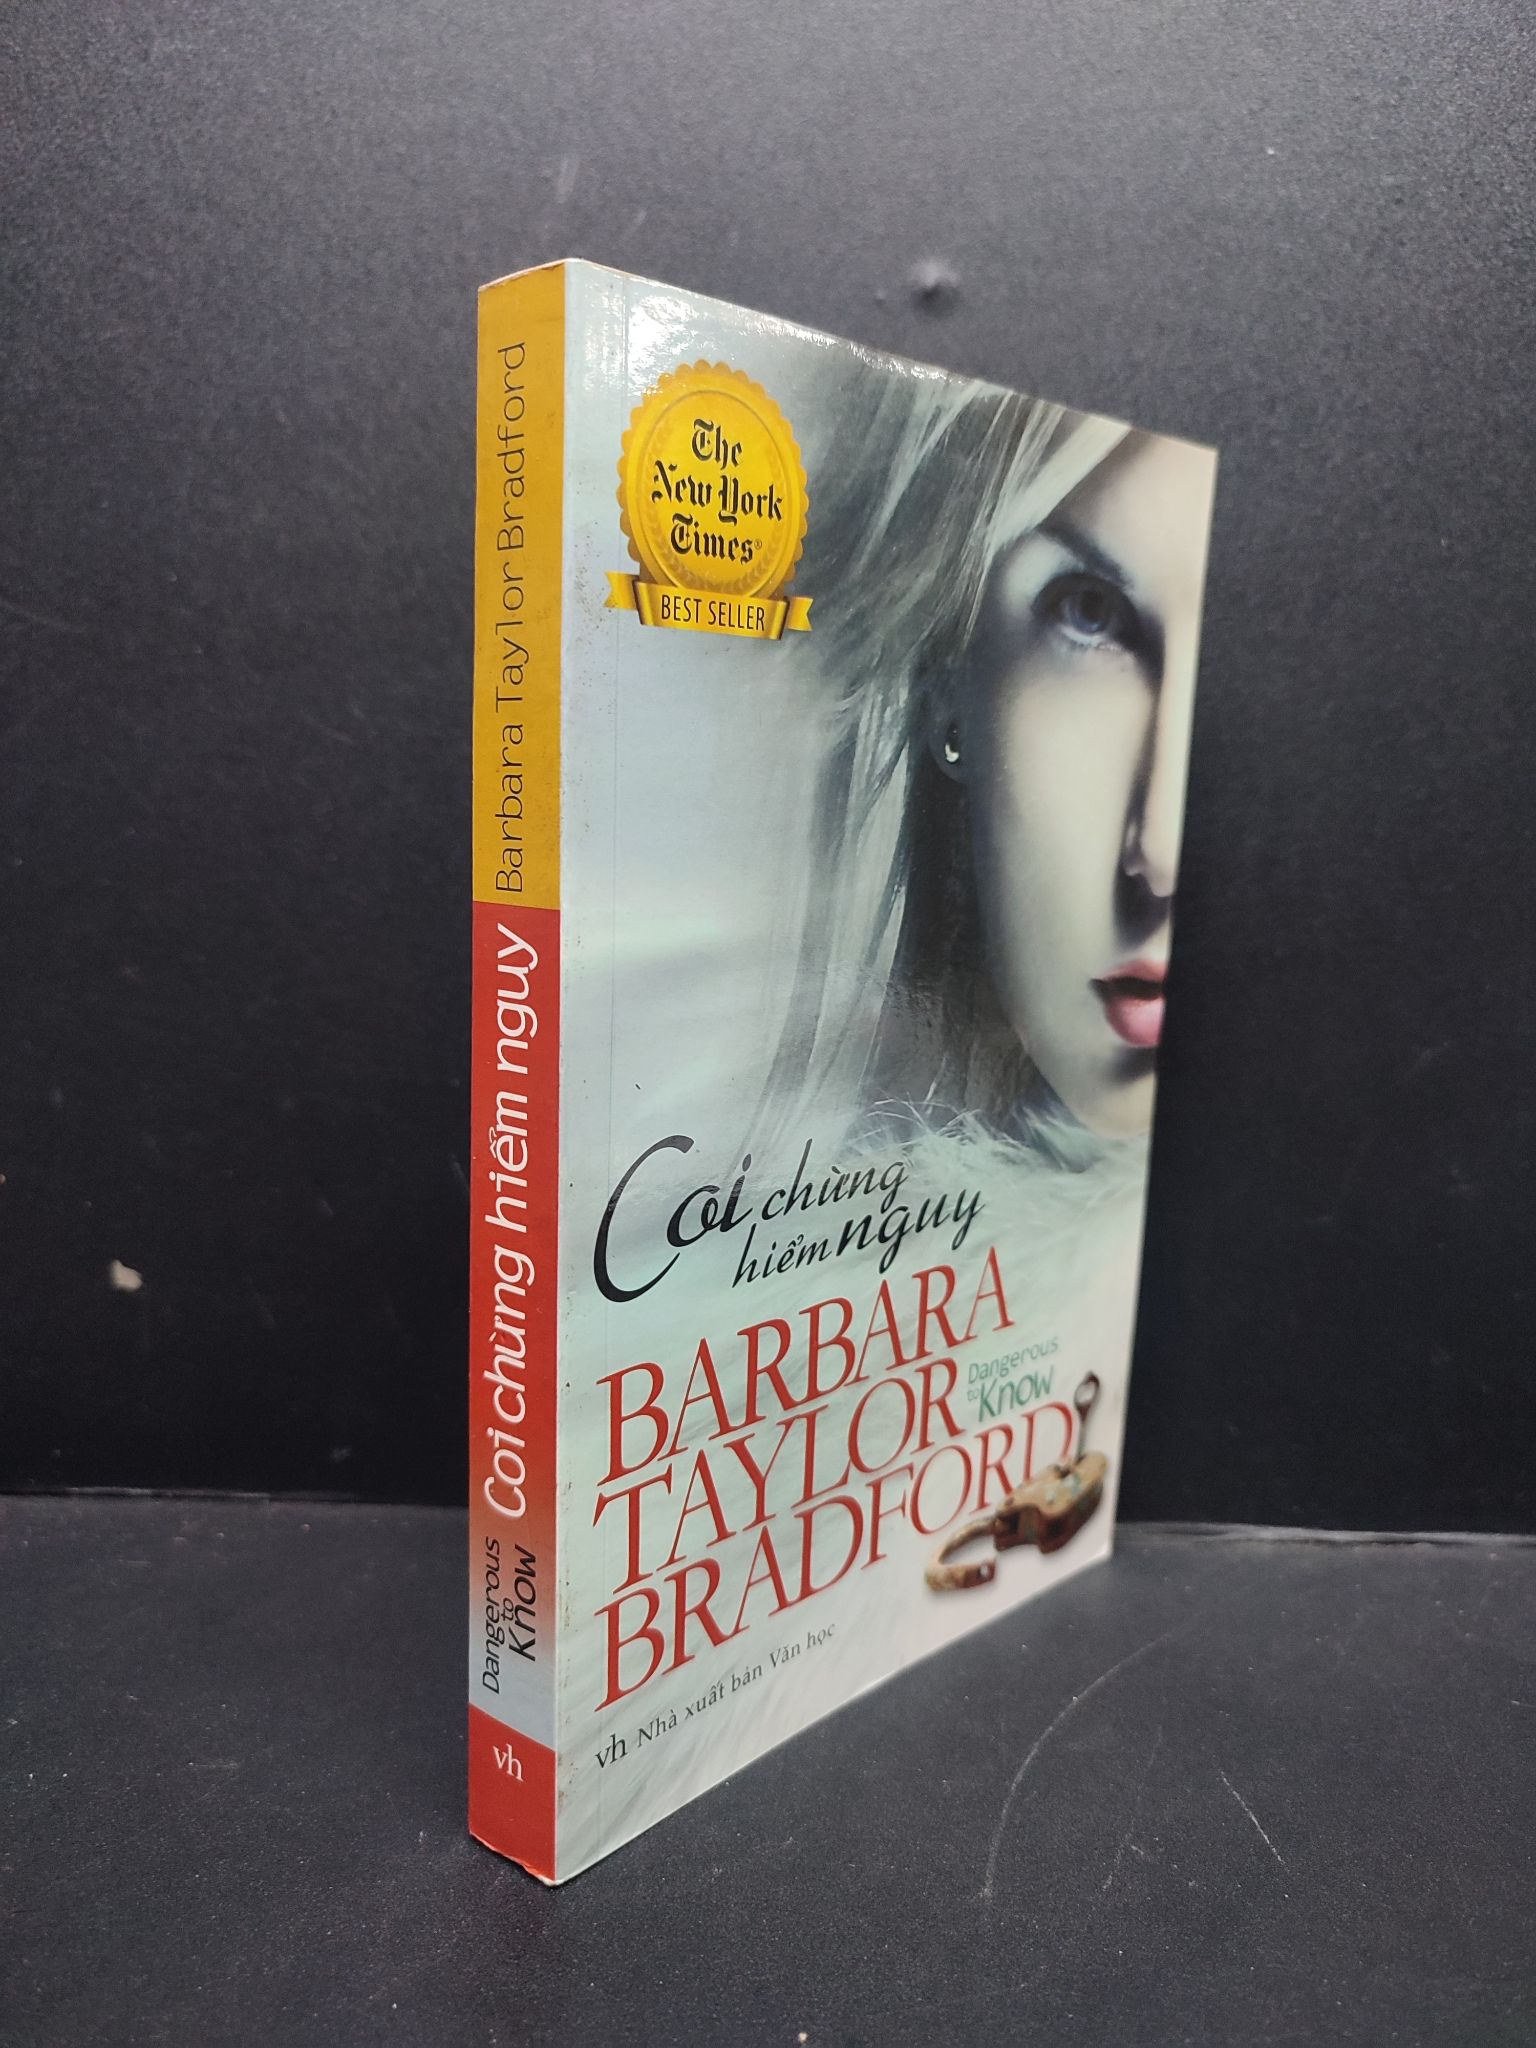 Barbara Taylor Bradford
Coi chừng hiểm nguy
Dangerous
to
Know
vh
The
New York
Times®
BEST SELLER
Coi chừng
hiểm nguy
BARBARA
TAYLOR
BRADFORD
Dangerous
to Know
vh Nhà xuất bản Văn học